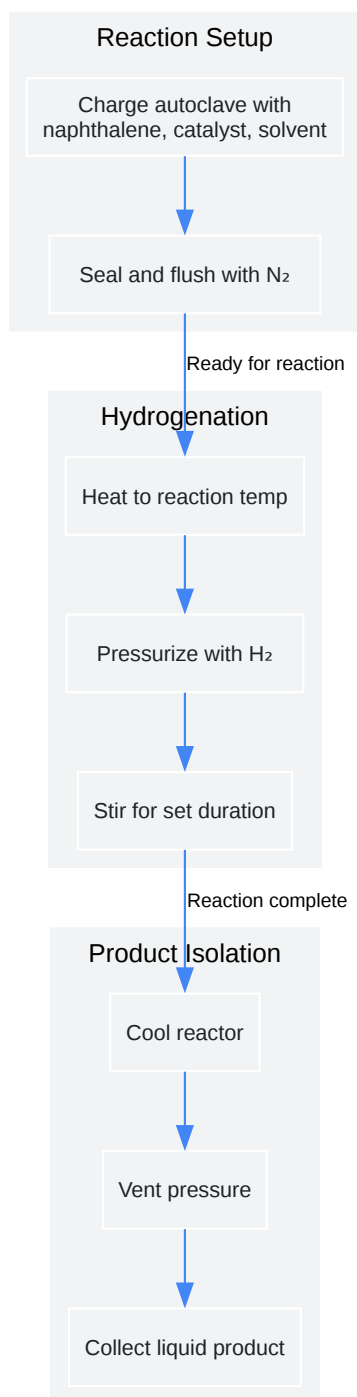 Reaction Setup
Charge autoclave with
naphthalene, catalyst, solvent
Seal and flush with N₂
Ready for reaction
Hydrogenation
Heat to reaction temp
Pressurize with H₂
Stir for set duration
Reaction complete
Product Isolation
Cool reactor
Vent pressure
Collect liquid product